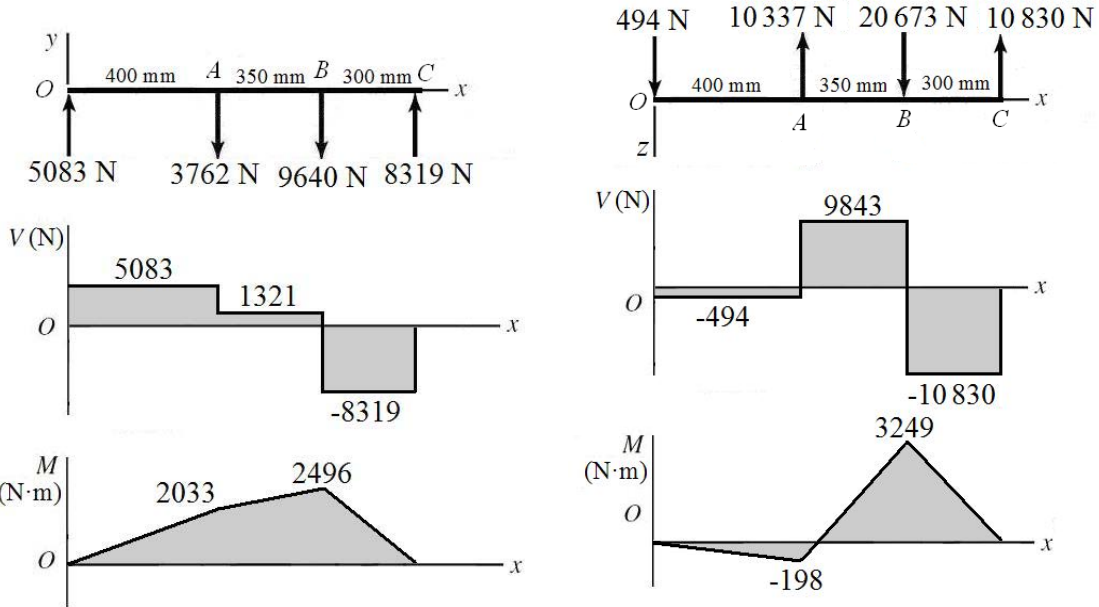 y
400 mm A 350 mm B 300 mm C
O x
5083 N 3762 N 9640 N 8319 N
V (N)
5083
1321
O x
-8319
M
(N·m)
2033 2496
O x
494 N 10 337 N 20 673 N 10 830 N
400 mm 350 mm 300 mm
O x
A B C
z
V (N)
9843
x
O
-494
-10 830
M
(N·m)
3249
O
x
-198